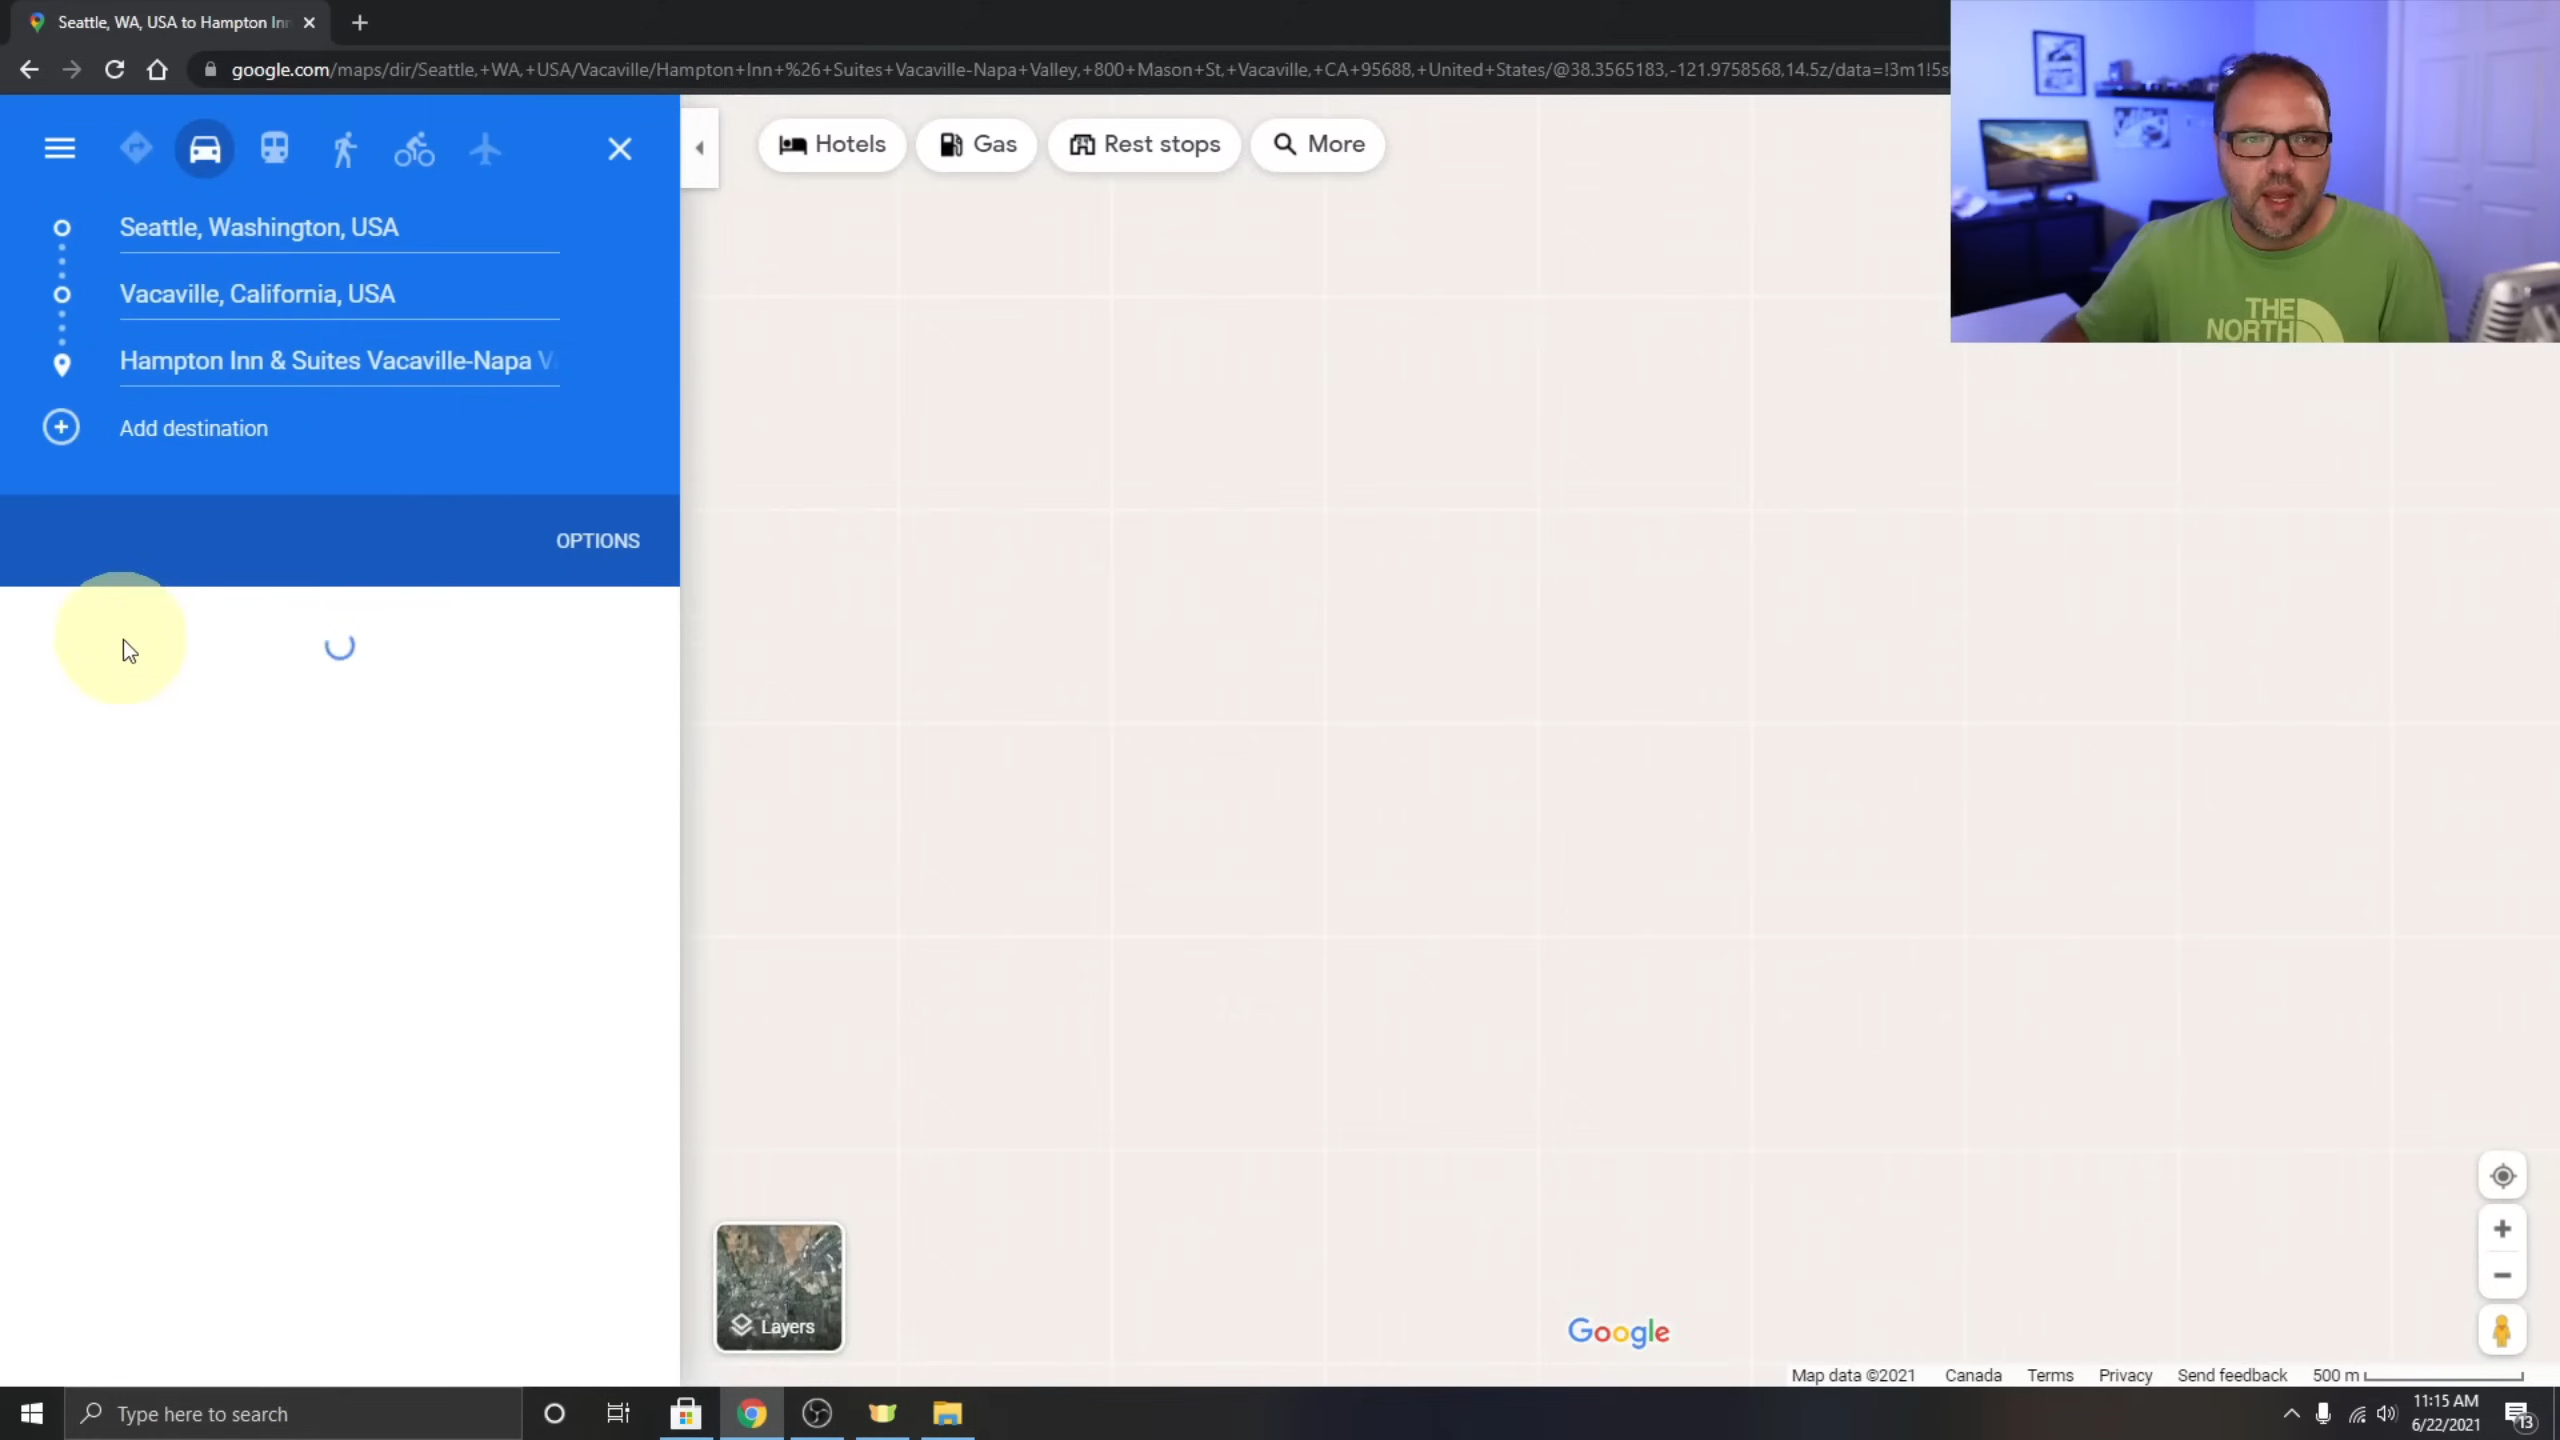 Seattle, WA, USA to Hampton Inn
google.com/maps/dir/Seattle,+WA,+USA/Vacaville/Hampton+Inn+%26+Suites+Vacaville-Napa+Valley,+800+Mason+St,+Vacaville,+CA+95688,+United+States/@38.3565183,-121.9758568,14.5z/data=!3m1!5s
Hotels
Gas
Rest stops
More
Seattle, Washington, USA
Vacaville, California, USA
Hampton Inn & Suites Vacaville-Napa V
Add destination
OPTIONS
THE
NORTH
Layers
Google
Map data ©2021 Canada Terms Privacy Send feedback 500 m
Type here to search
11:15 AM
6/22/2021
13